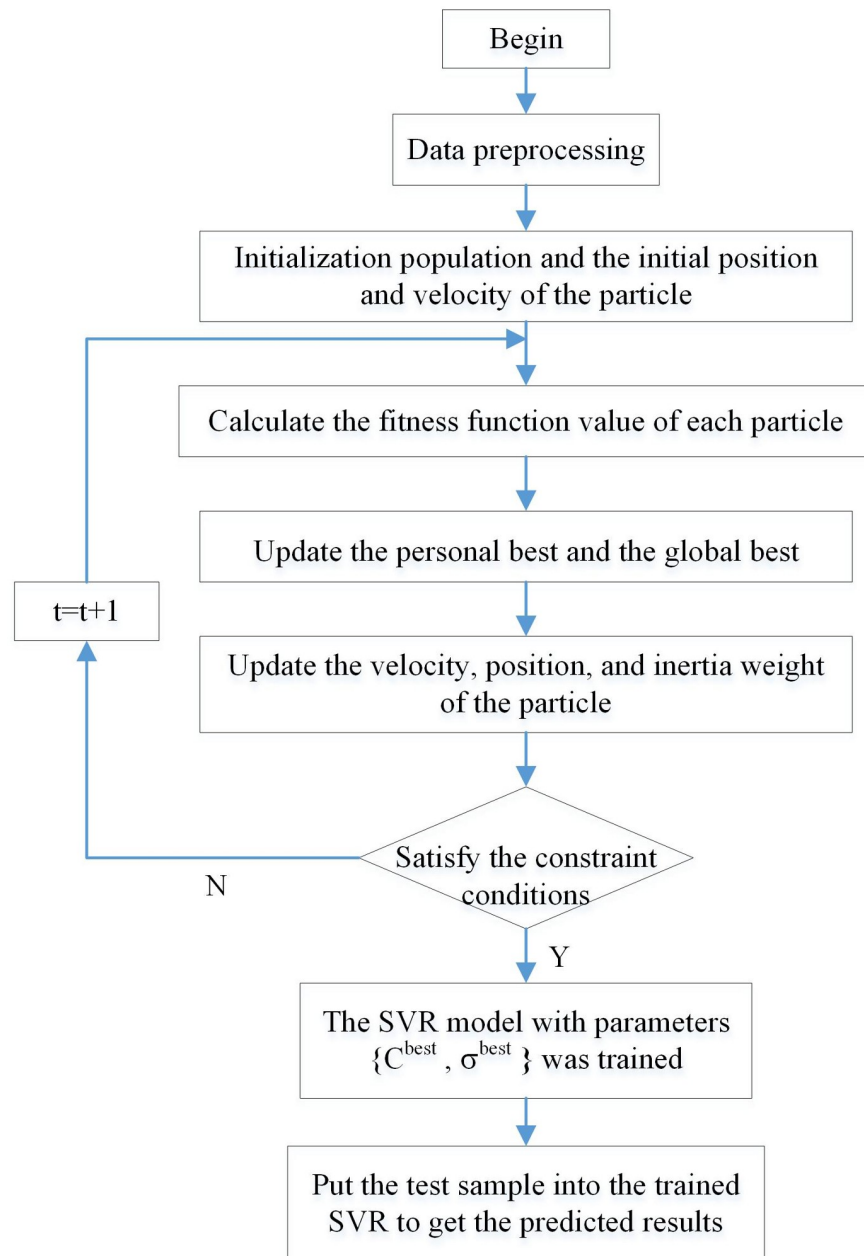 Begin
Data preprocessing
Initialization population and the initial position
and velocity of the particle
Calculate the fitness function value of each particle
Update the personal best and the global best
t=t+1
Update the velocity, position, and inertia weight
of the particle
Satisfy the constraint
conditions
N
Y
The SVR model with parameters
{C^best , σ^best } was trained
Put the test sample into the trained
SVR to get the predicted results